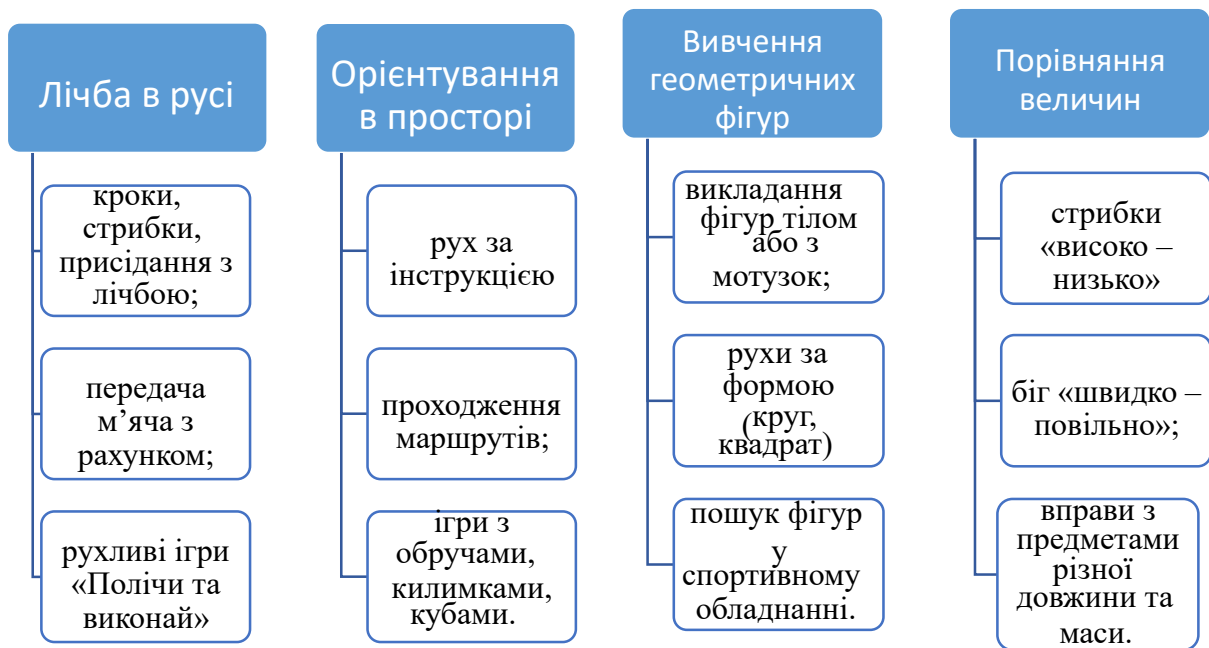 Лічба в русі
кроки,
стрибки,
присідання з
лічбою;
передача
м’яча з
рахунком;
рухливі ігри
«Полічи та
виконай»
Орієнтування
в просторі
рух за
інструкцією
проходження
маршрутів;
ігри з
обручами,
килимками,
кубами.
Вивчення
геометричних
фігур
викладання
фігур тілом
або з
мотузок;
рухи за
формою
(круг,
квадрат)
пошук фігур
у
спортивному
обладнанні.
Порівняння
величин
стрибки
«високо –
низько»
біг «швидко –
повільно»;
вправи з
предметами
різної
довжини та
маси.